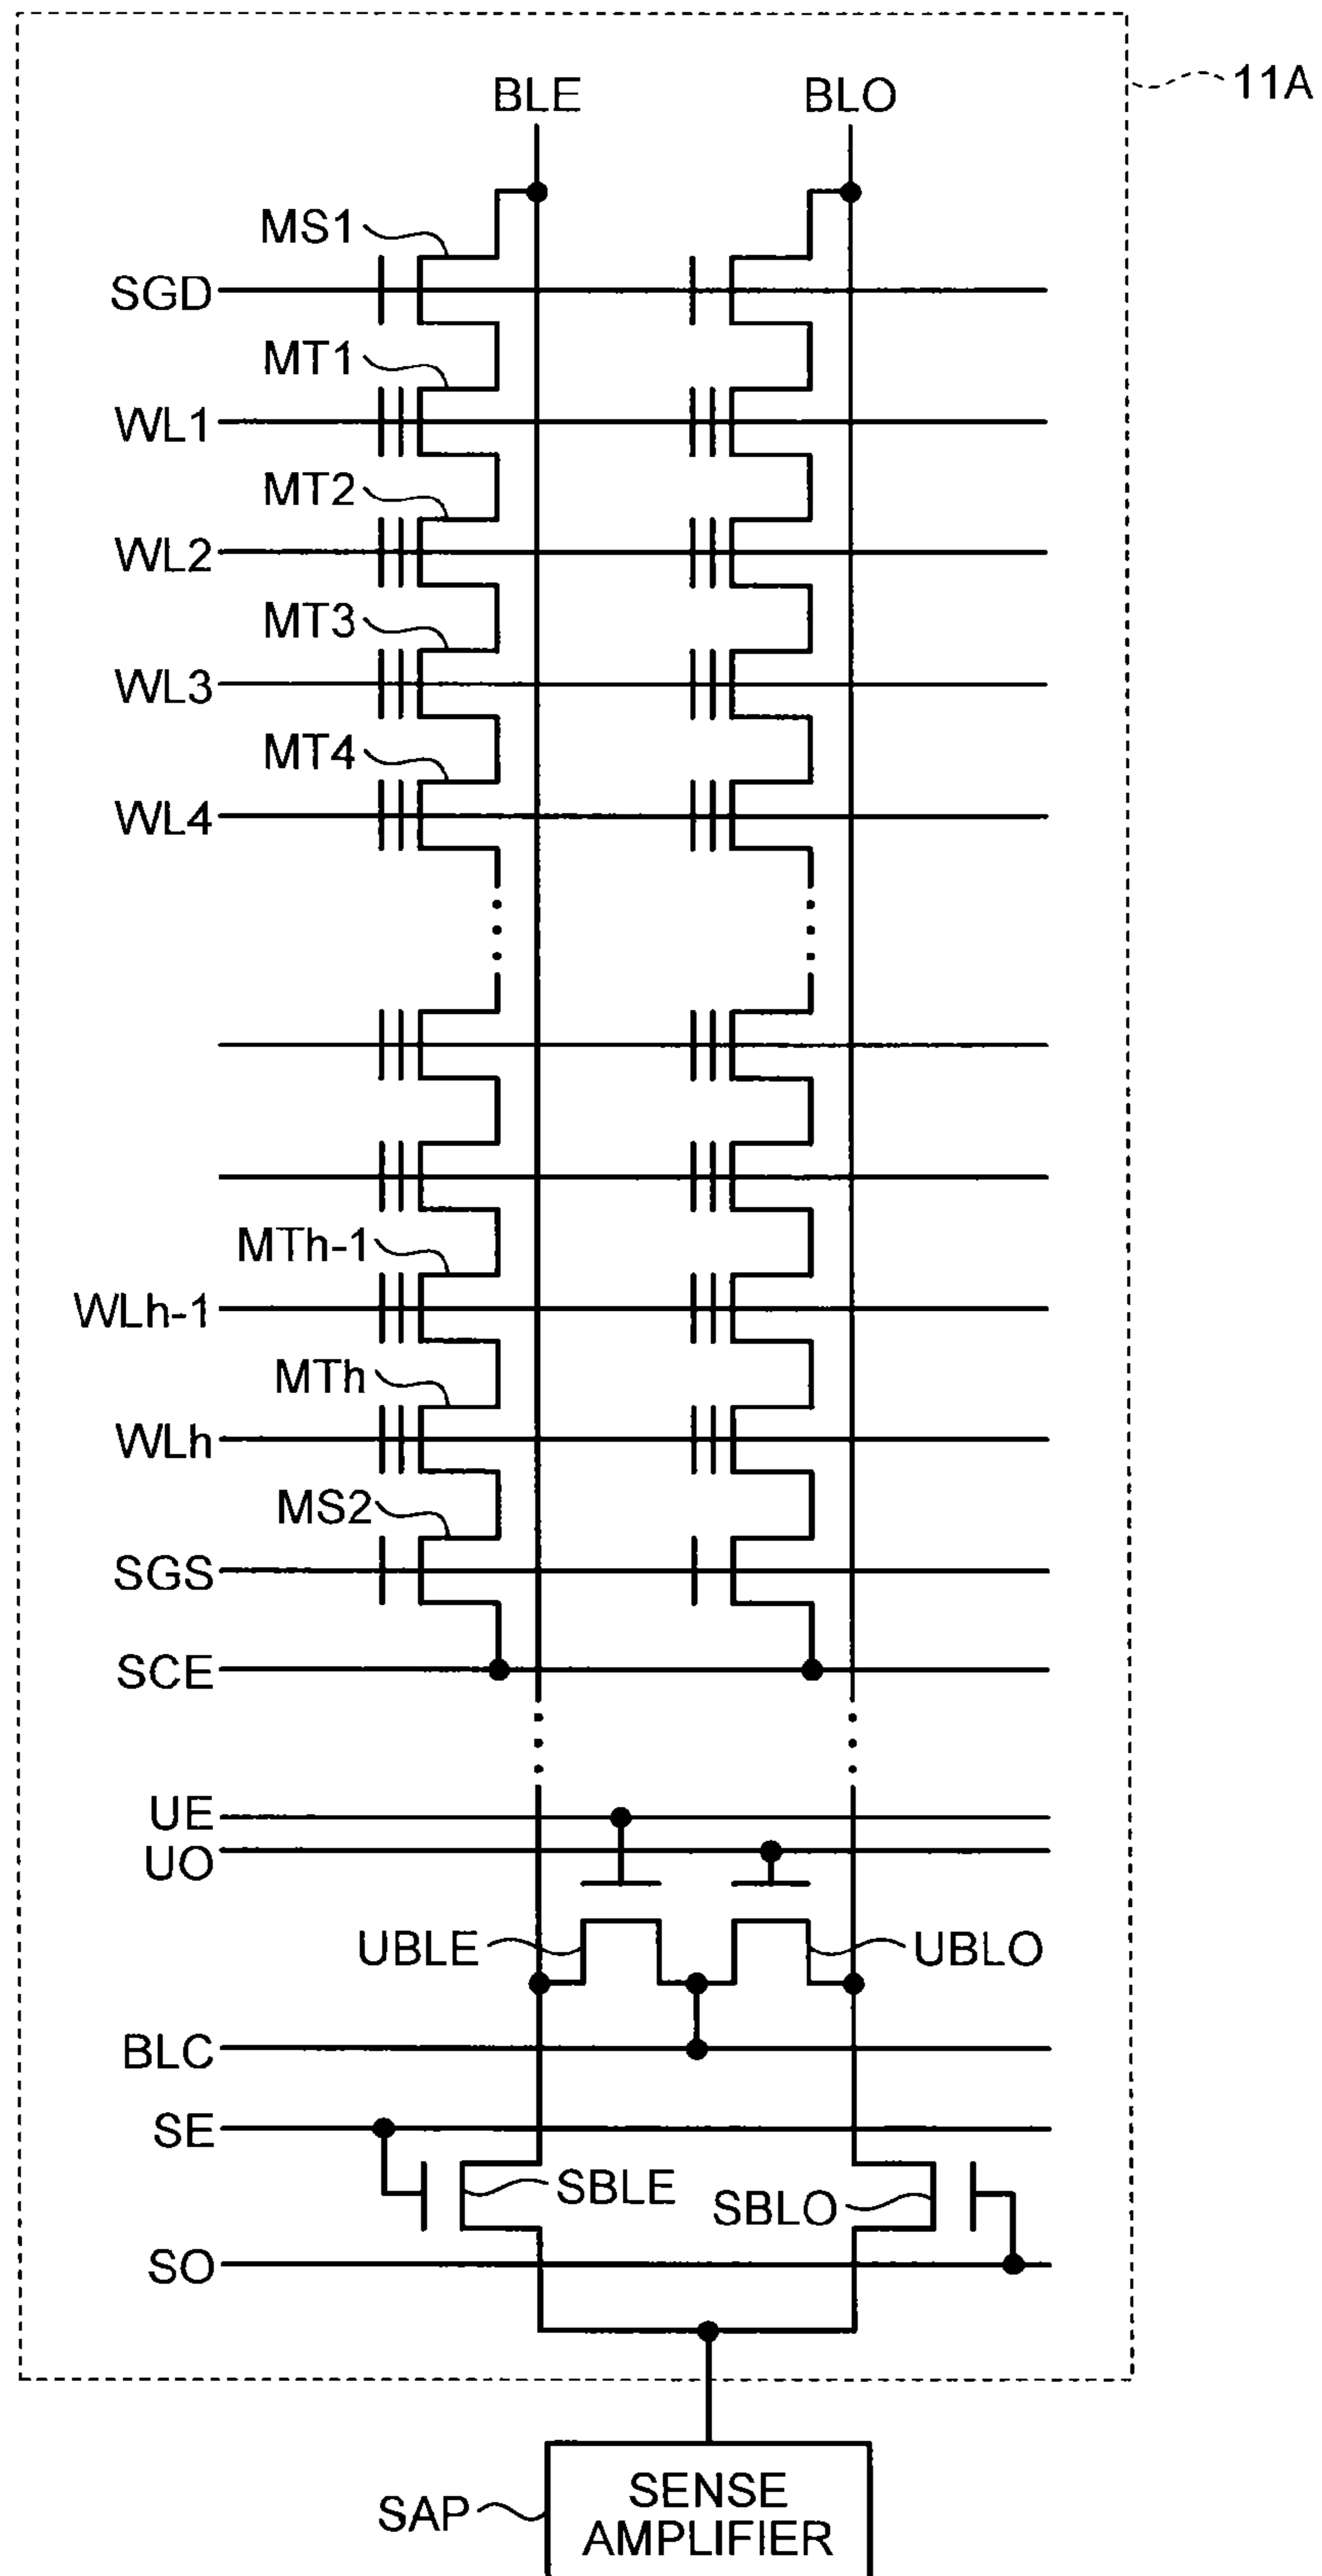 11A
BLE BLO
MS1
SGD
MT1
WL1
MT2
WL2
MT3
WL3
MT4
WL4
MTh-1
WLh-1
MTh
WLh
MS2
SGS
SCE
UE
UO
UBLE UBLO
BLC
SE
SBLE SBLO
SO
SENSE
SAP AMPLIFIER